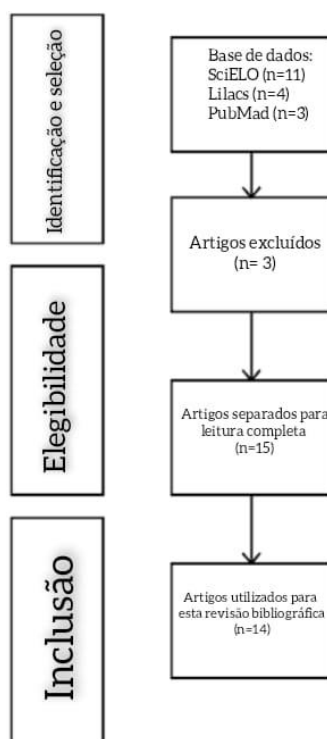 Identificação e seleção
Base de dados:
SciELO (n=11)
Lilacs (n=4)
PubMad (n=3)
Artigos excluídos
(n= 3)
Elegibilidade
Artigos separados para
leitura completa
(n=15)
Inclusão
Artigos utilizados para
esta revisão bibliográfica
(n=14)